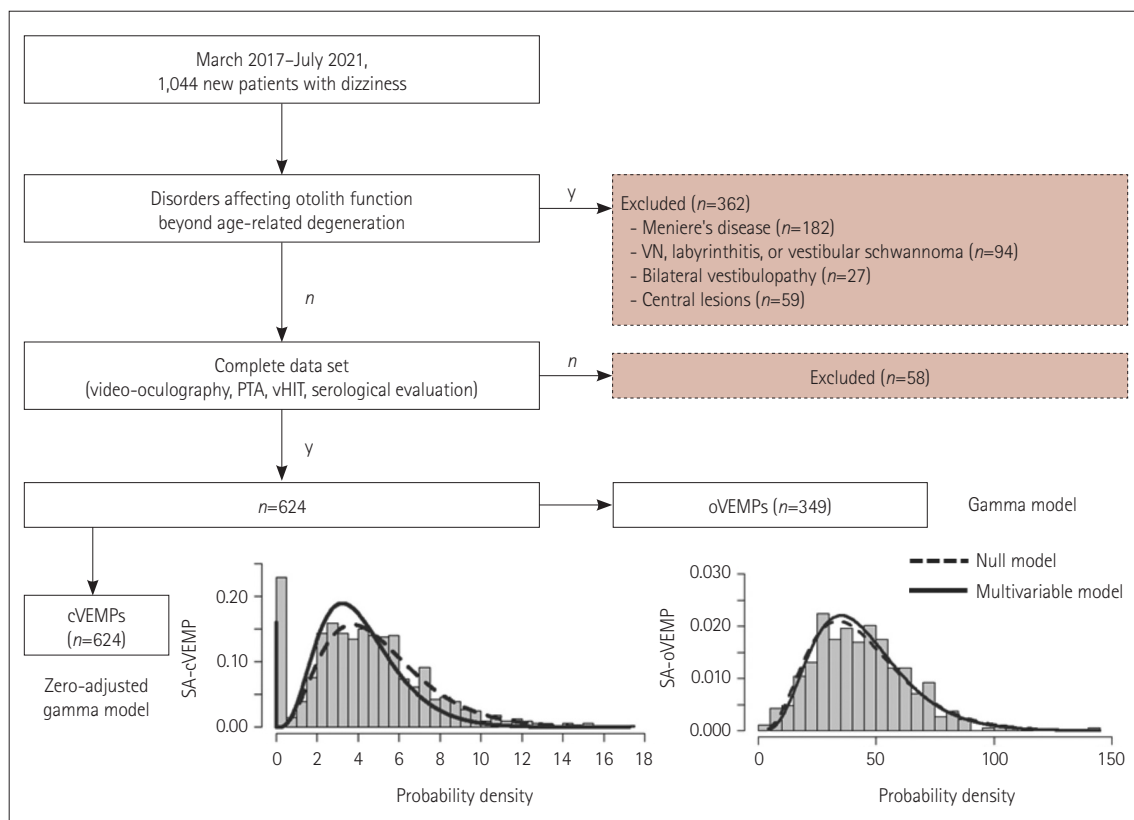 March 2017–July 2021,
1,044 new patients with dizziness
Disorders affecting otolith function
beyond age-related degeneration
y
Excluded (n=362)
- Meniere's disease (n=182)
- VN, labyrinthitis, or vestibular schwannoma (n=94)
- Bilateral vestibulopathy (n=27)
- Central lesions (n=59)
n
Complete data set
(video-oculography, PTA, vHIT, serological evaluation)
n
Excluded (n=58)
y
n=624
oVEMPs (n=349)
Gamma model
cVEMPs
(n=624)
Zero-adjusted
gamma model
SA-cVEMP
0.20
0.10
0.00
0 2 4 6 8 10 12 14 16 18
Probability density
Null model
Multivariable model
SA-oVEMP
0.030
0.020
0.010
0.000
0 50 100 150
Probability density